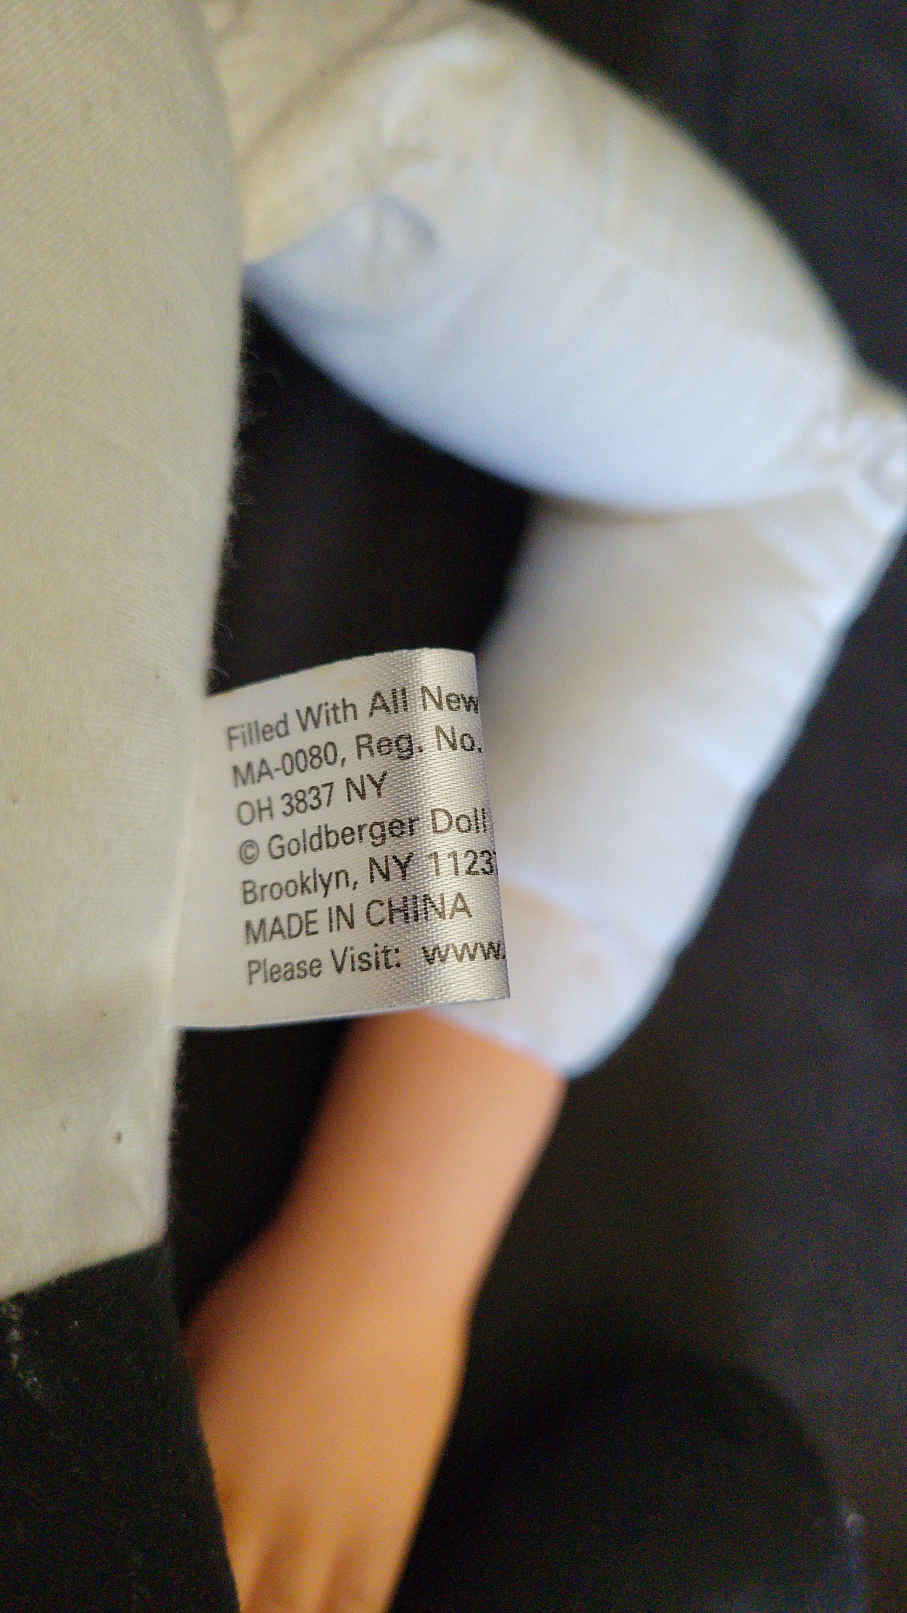 Filled With All New
MA-0080, Reg. No.
OH 3837 NY
© Goldberger Doll
Brooklyn, NY 11237
MADE IN CHINA
Please Visit: www.